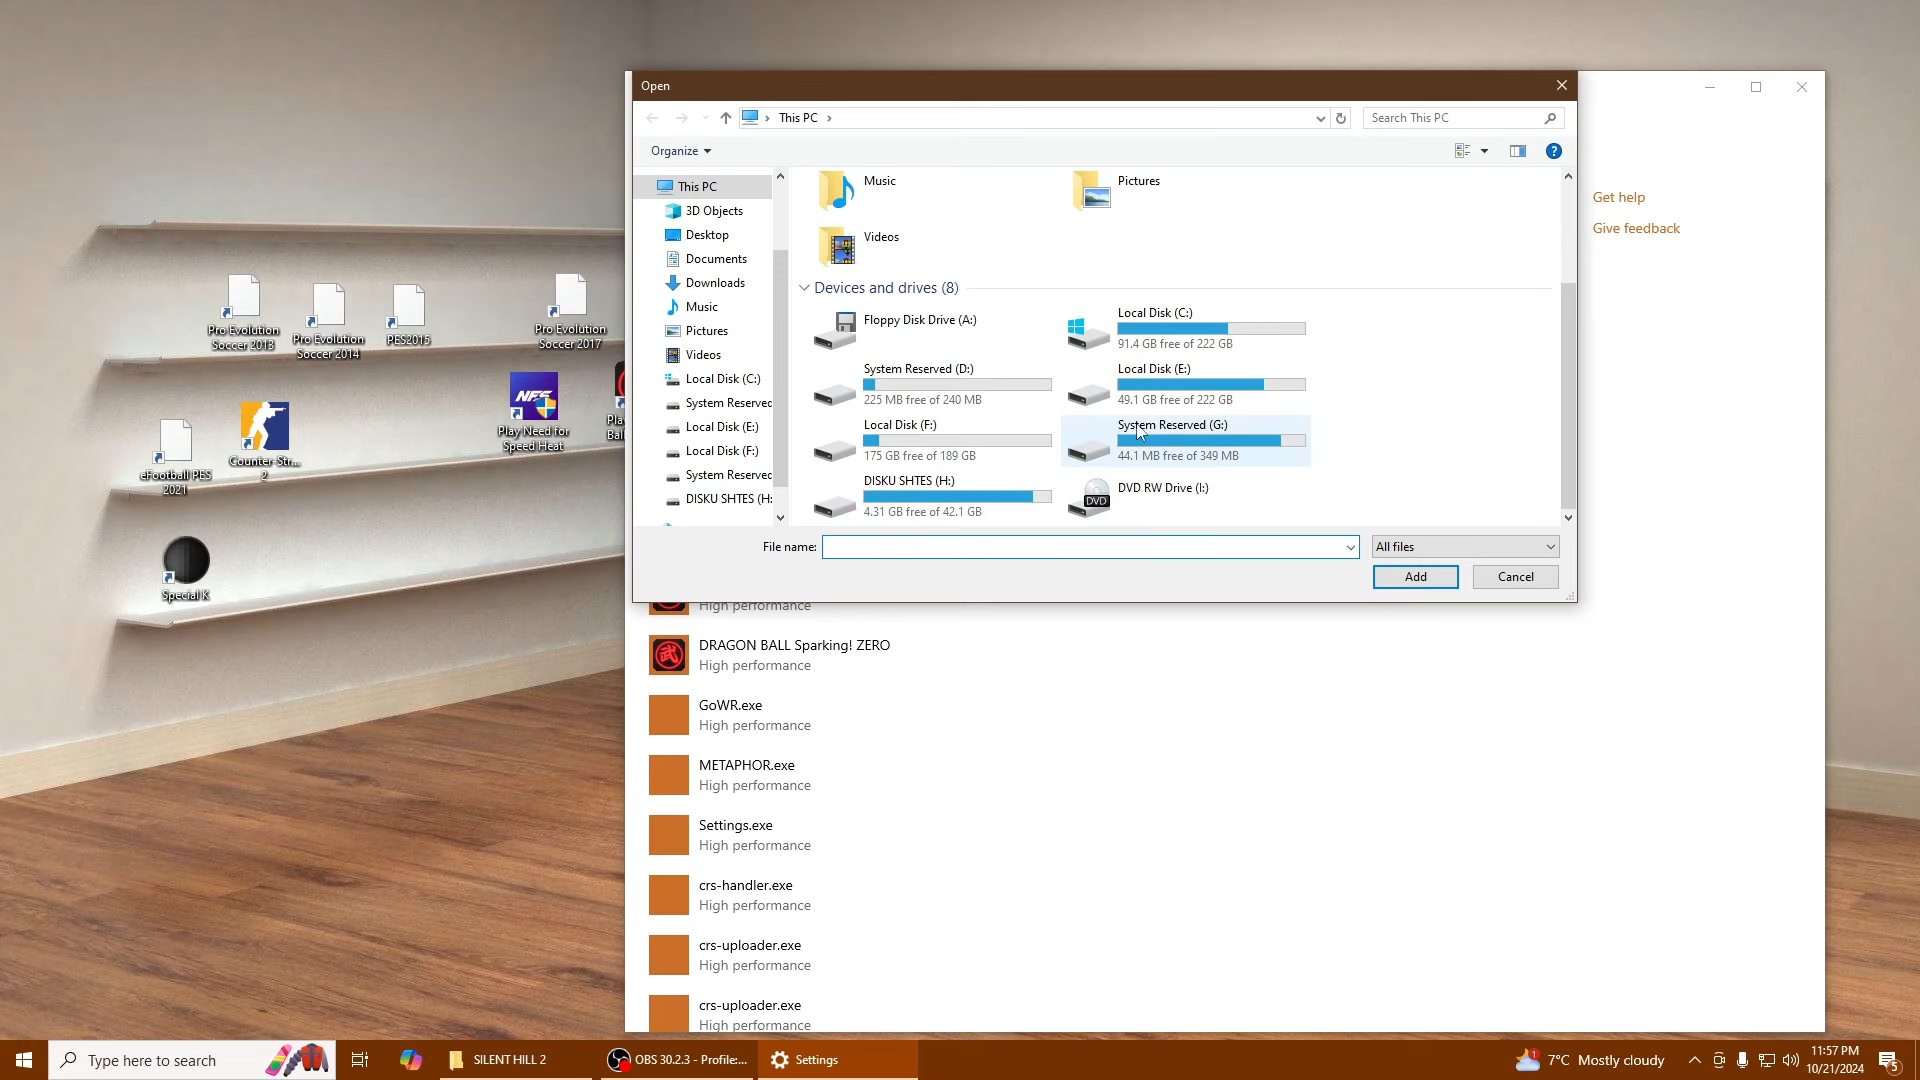 Open
This PC
Search This PC
Organize
This PC
3D Objects
Desktop
Documents
Downloads
Music
Pictures
Videos
Local Disk (C:)
System Reserved
Local Disk (E:)
Local Disk (F:)
System Reserved
DISKU SHTES (H:
Music
Pictures
Videos
Devices and drives (8)
Floppy Disk Drive (A:)
Local Disk (C:)
91.4 GB free of 222 GB
System Reserved (D:)
225 MB free of 240 MB
Local Disk (E:)
49.1 GB free of 222 GB
Local Disk (F:)
175 GB free of 189 GB
System Reserved (G:)
44.1 MB free of 349 MB
DISKU SHTES (H:)
4.31 GB free of 42.1 GB
DVD
DVD RW Drive (I:)
File name:
All files
Add
Cancel
Get help
Give feedback
Pro Evolution
Soccer 2013
Pro Evolution
Soccer 2014
PES2015
Pro Evolution
Soccer 2017
eFootball PES
2021
Counter-Str...
2
NFS
Play Need for
Speed Heat
Special K
High performance
武
DRAGON BALL Sparking! ZERO
High performance
GoWR.exe
High performance
METAPHOR.exe
High performance
Settings.exe
High performance
crs-handler.exe
High performance
crs-uploader.exe
High performance
crs-uploader.exe
High performance
Type here to search
SILENT HILL 2
OBS 30.2.3 - Profile:...
Settings
1
7°C Mostly cloudy
11:57 PM
10/21/2024
5